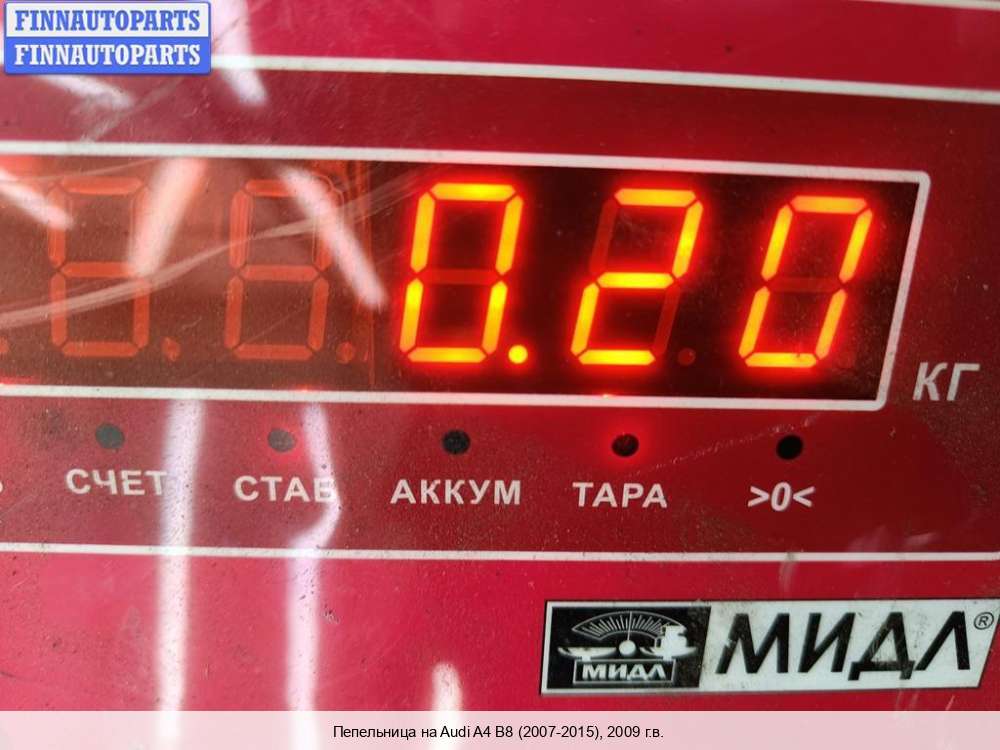 FINNAUTOPARTS
FINNAUTOPARTS
0.20
КГ
СЧЕТ СТАБ АККУМ ТАРА >0<
МИДЛ МИДЛ®
Пепельница на Audi A4 B8 (2007-2015), 2009 г.в.